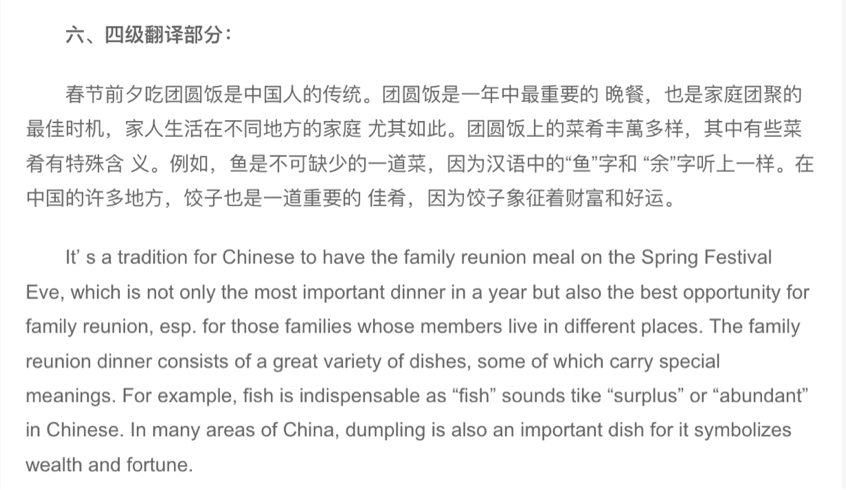 六、四级翻译部分：
春节前夕吃团圆饭是中国人的传统。团圆饭是一年中最重要的 晚餐，也是家庭团聚的
最佳时机，家人生活在不同地方的家庭 尤其如此。团圆饭上的菜肴丰萬多样，其中有些菜
肴有特殊含 义。例如，鱼是不可缺少的一道菜，因为汉语中的“鱼”字和 “余”字听上一样。在
中国的许多地方，饺子也是一道重要的 佳肴，因为饺子象征着财富和好运。
It’ s a tradition for Chinese to have the family reunion meal on the Spring Festival
Eve, which is not only the most important dinner in a year but also the best opportunity for
family reunion, esp. for those families whose members live in different places. The family
reunion dinner consists of a great variety of dishes, some of which carry special
meanings. For example, fish is indispensable as “fish” sounds tike “surplus” or “abundant”
in Chinese. In many areas of China, dumpling is also an important dish for it symbolizes
wealth and fortune.